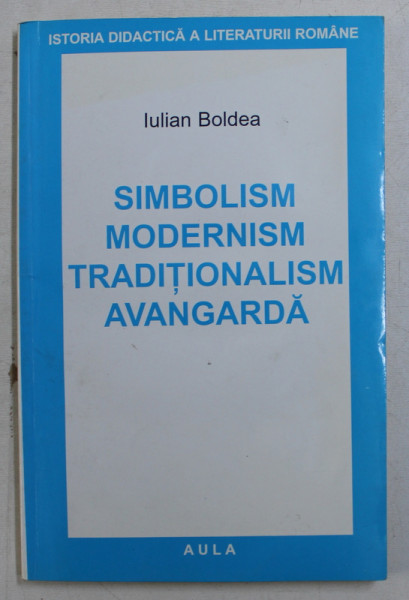 ISTORIA DIDACTICĂ A LITERATURII ROMÂNE
Iulian Boldea
SIMBOLISM
MODERNISM
TRADIȚIONALISM
AVANGARDĂ
AULA